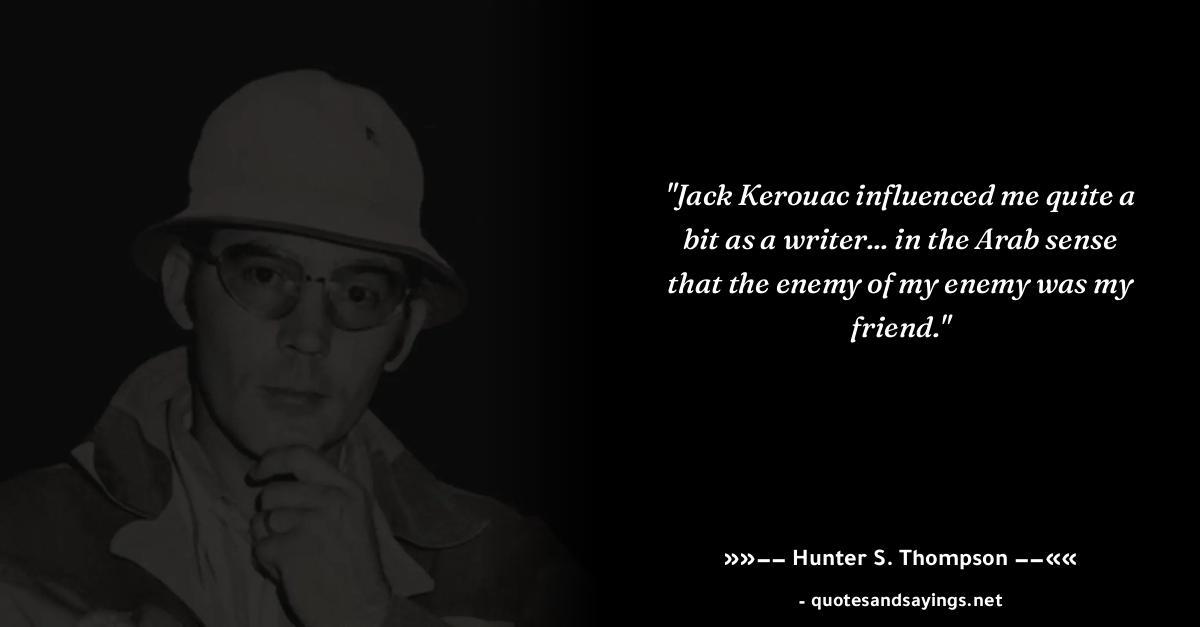 "Jack Kerouac influenced me quite a
bit as a writer... in the Arab sense
that the enemy of my enemy was my
friend."
»»−− Hunter S. Thompson −−««
- quotesandsayings.net